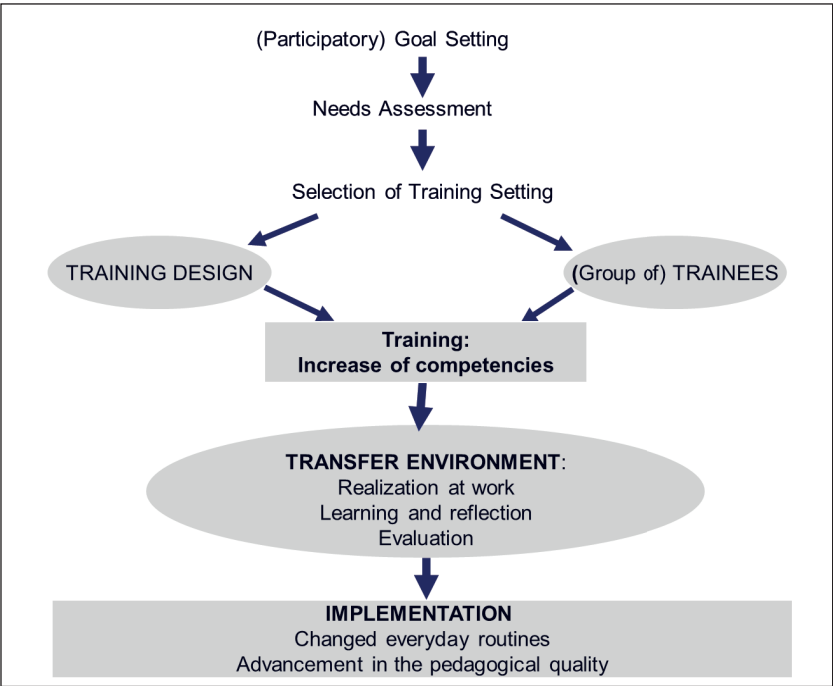 (Participatory) Goal Setting
Needs Assessment
Selection of Training Setting
TRAINING DESIGN
(Group of) TRAINEES
Training:
Increase of competencies
TRANSFER ENVIRONMENT:
Realization at work
Learning and reflection
Evaluation
IMPLEMENTATION
Changed everyday routines
Advancement in the pedagogical quality